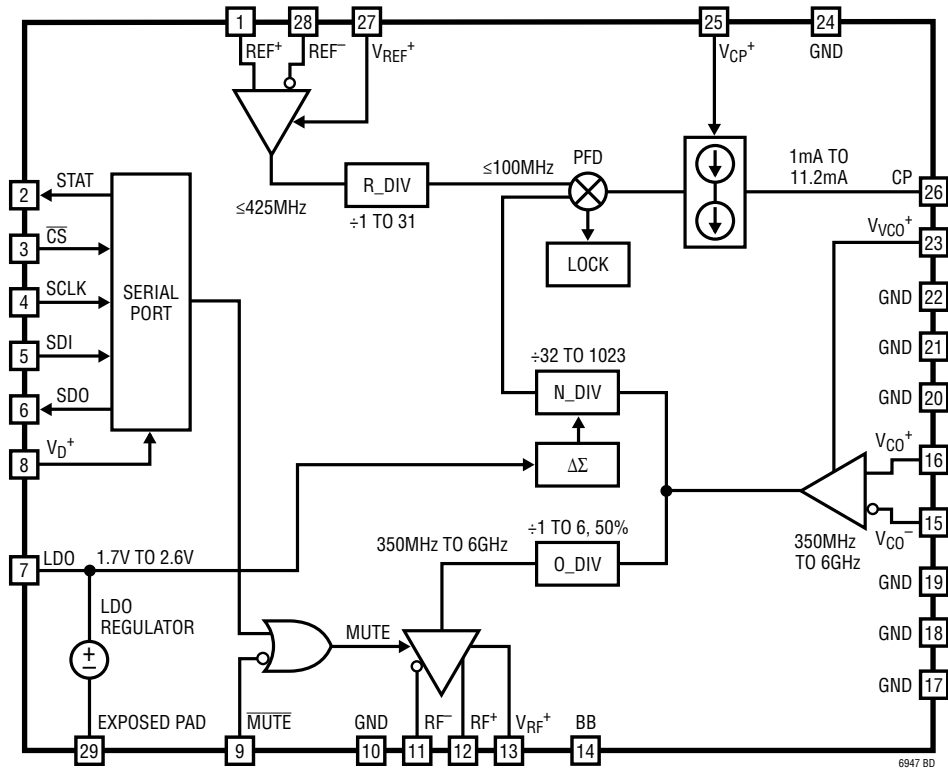 1
28
27
25
24
REF+
REF−
VREF+
VCP+
GND
2
STAT
3
CS
4
SCLK
5
SDI
6
SDO
8
VD+
SERIAL
PORT
≤425MHz
R_DIV
÷1 TO 31
≤100MHz
PFD
LOCK
1mA TO
11.2mA
CP
26
VVCO+
23
GND
22
GND
21
GND
20
VCO+
16
VCO−
15
GND
19
GND
18
GND
17
350MHz
TO 6GHz
÷32 TO 1023
N_DIV
ΔΣ
÷1 TO 6, 50%
O_DIV
350MHz TO 6GHz
7
LDO
1.7V TO 2.6V
LDO
REGULATOR
+
−
MUTE
EXPOSED PAD
MUTE
GND
RF−
RF+
VRF+
BB
29
9
10
11
12
13
14
6947 BD